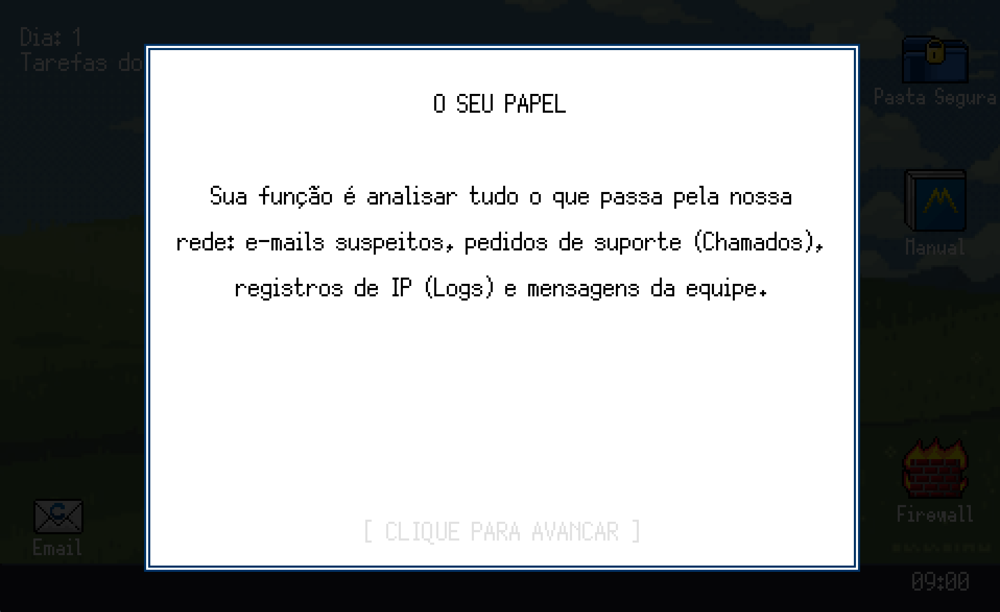 Dia: 1
Tarefas do
O SEU PAPEL
Sua função é analisar tudo o que passa pela nossa
rede: e-mails suspeitos, pedidos de suporte (Chamados),
registros de IP (Logs) e mensagens da equipe.
[ CLIQUE PARA AVANCAR ]
Pasta Segura
Manual
Firewall
Email
09:00